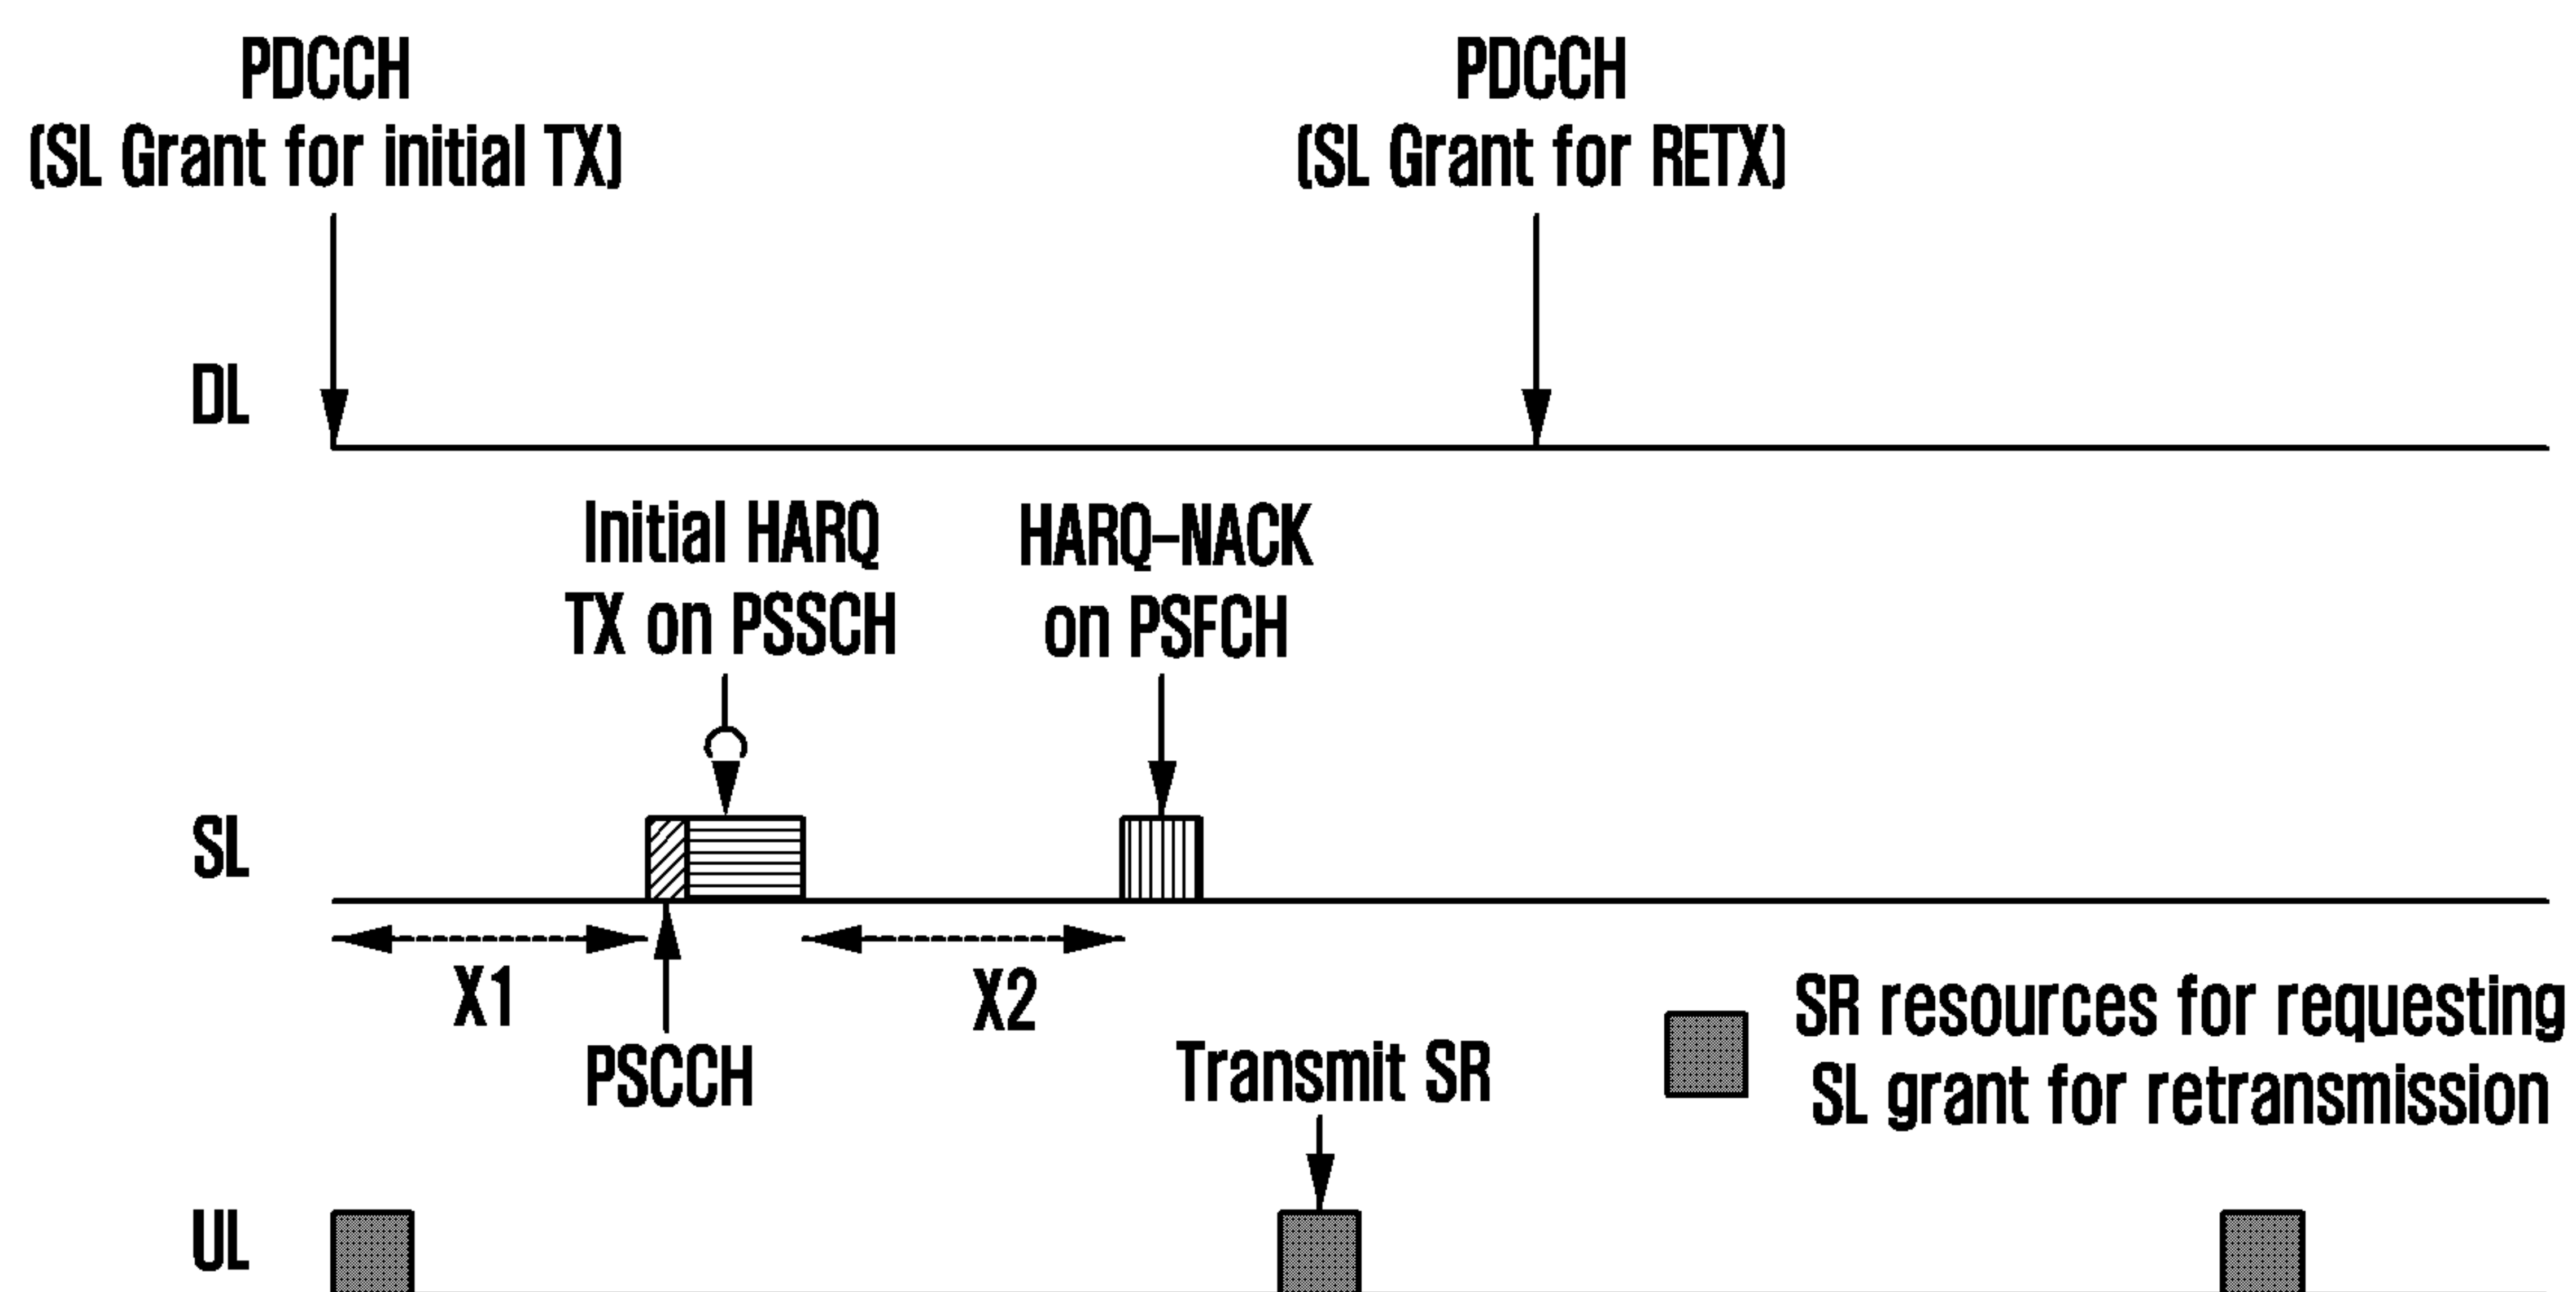 PDCCH
(SL Grant for initial TX)
PDCCH
(SL Grant for RETX)
DL
Initial HARQ
TX on PSSCH
HARQ-NACK
on PSFCH
SL
X1
X2
PSCCH
Transmit SR
SR resources for requesting
SL grant for retransmission
UL